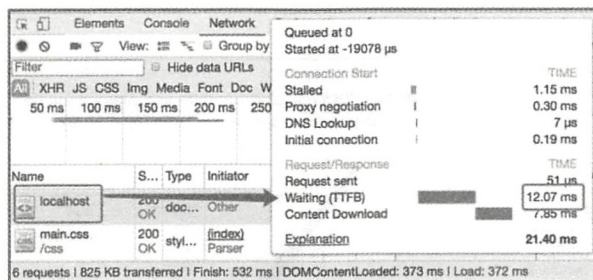 Elements Console Network
View: Group by
Filter
Hide data URLs
All XHR JS CSS Img Media Font Doc W
50 ms 100 ms 150 ms 200 ms 250
Name S... Type Initiator
localhost 200 OK doc... Other
main.css /css 200 OK styl... (index) Parser
6 requests | 825 KB transferred | Finish: 532 ms | DOMContentLoaded: 373 ms | Load: 372 ms
Queued at 0
Started at -19078 μs
Connection Start TIME
Stalled 1.15 ms
Proxy negotiation 0.30 ms
DNS Lookup 7 μs
Initial connection 0.19 ms
Request/Response TIME
Request sent 51 μs
Waiting (TTFB) 12.07 ms
Content Download 7.85 ms
Explanation 21.40 ms